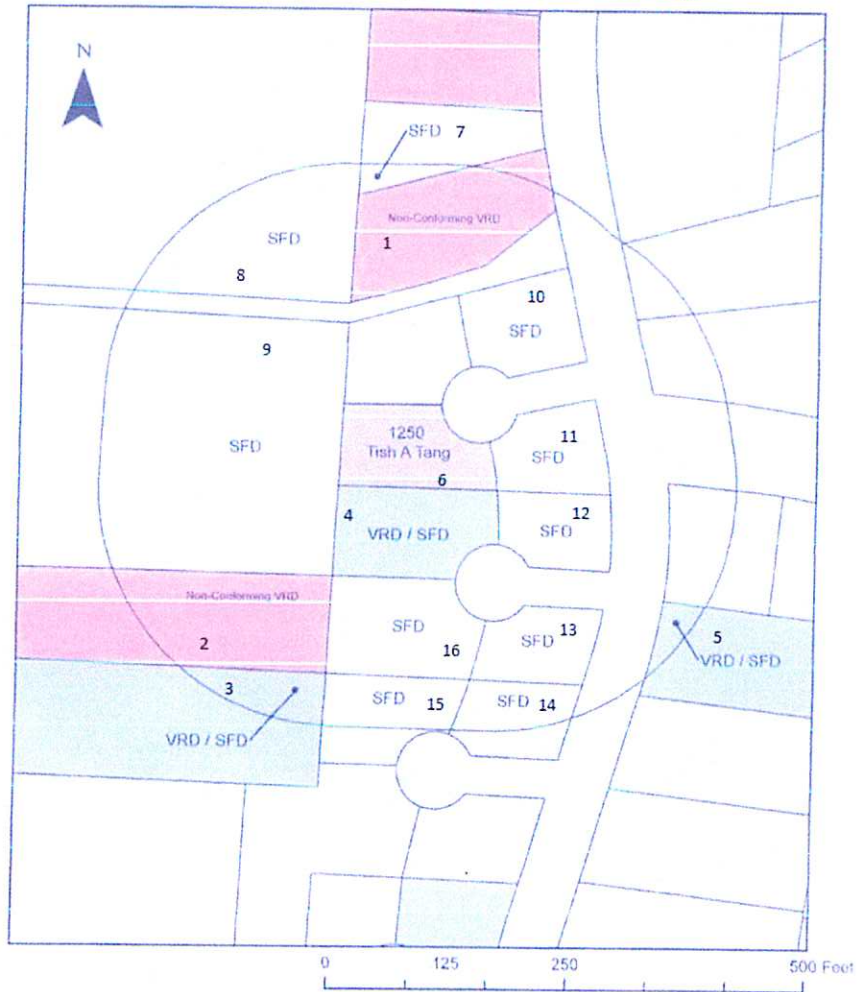 N
SFD 7
Non-Conforming VRD
1
SFD
8
10
SFD
9
SFD
1250
Tish A Tang
6
11
SFD
4
VRD / SFD
12
SFD
Non-Conforming VRD
2
SFD
16
SFD 13
5
VRD / SFD
3
VRD / SFD
SFD 15
SFD 14
0 125 250 500 Feet